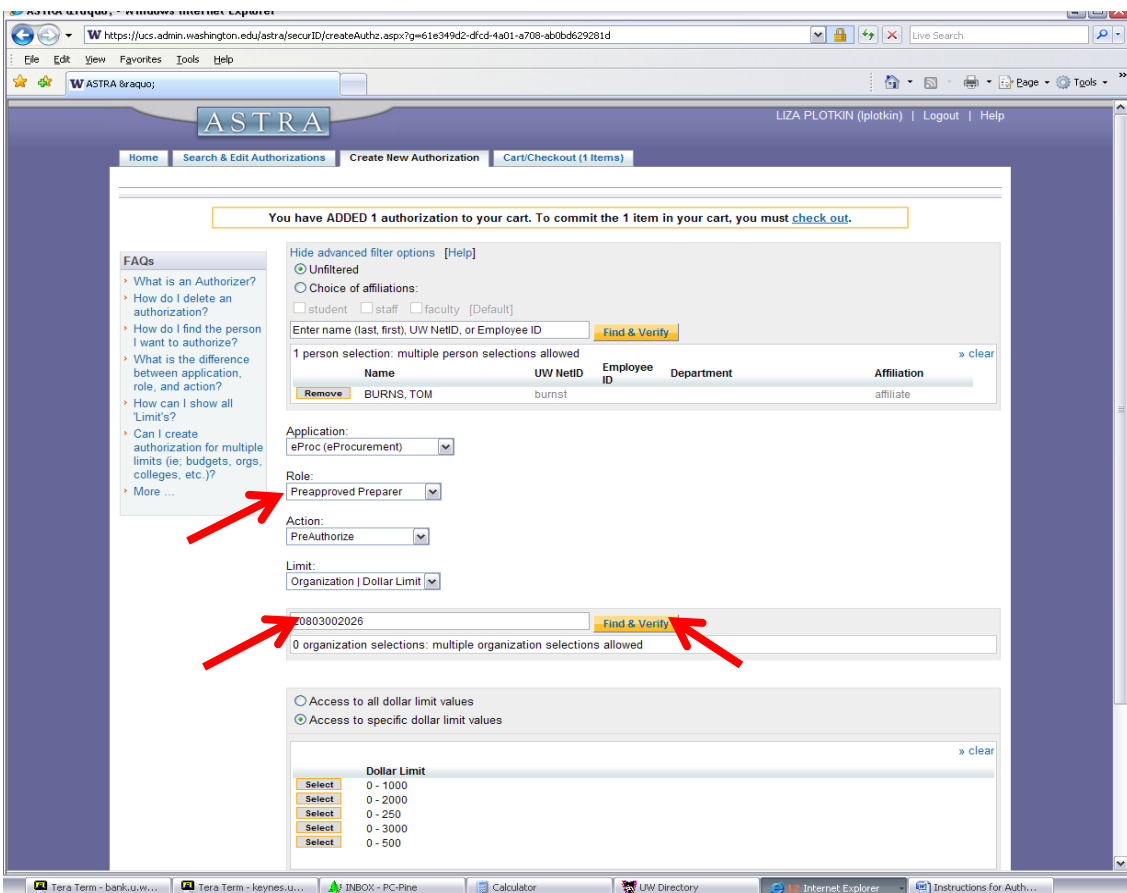 ASTRA &raquo; - Windows Internet Explorer
https://ucs.admin.washington.edu/astra/securID/createAuthz.aspx?g=61e349d2-dfcd-4a01-a708-ab0bd629281d
Live Search
File Edit View Favorites Tools Help
W ASTRA &raquo;
Page Tools
ASTRA
LIZA PLOTKIN (lplotkin) | Logout | Help
Home Search & Edit Authorizations Create New Authorization Cart/Checkout (1 Items)
You have ADDED 1 authorization to your cart. To commit the 1 item in your cart, you must check out.
FAQs
What is an Authorizer?
How do I delete an
authorization?
How do I find the person
I want to authorize?
What is the difference
between application,
role, and action?
How can I show all
'Limit's?
Can I create
authorization for multiple
limits (ie; budgets, orgs,
colleges, etc.)?
More ...
Hide advanced filter options [Help]
Unfiltered
Choice of affiliations:
student staff faculty [Default]
Enter name (last, first), UW NetID, or Employee ID Find & Verify
1 person selection: multiple person selections allowed » clear
Name UW NetID Employee ID Department Affiliation
Remove BURNS, TOM burnst affiliate
Application:
eProc (eProcurement)
Role:
Preapproved Preparer
Action:
PreAuthorize
Limit:
Organization | Dollar Limit
0803002026 Find & Verify
0 organization selections: multiple organization selections allowed
Access to all dollar limit values
Access to specific dollar limit values
» clear
Dollar Limit
Select 0 - 1000
Select 0 - 2000
Select 0 - 250
Select 0 - 3000
Select 0 - 500
Tera Term - bank.u.w... Tera Term - keynes.u... INBOX - PC-Pine Calculator UW Directory 12 Internet Explorer Instructions for Auth...